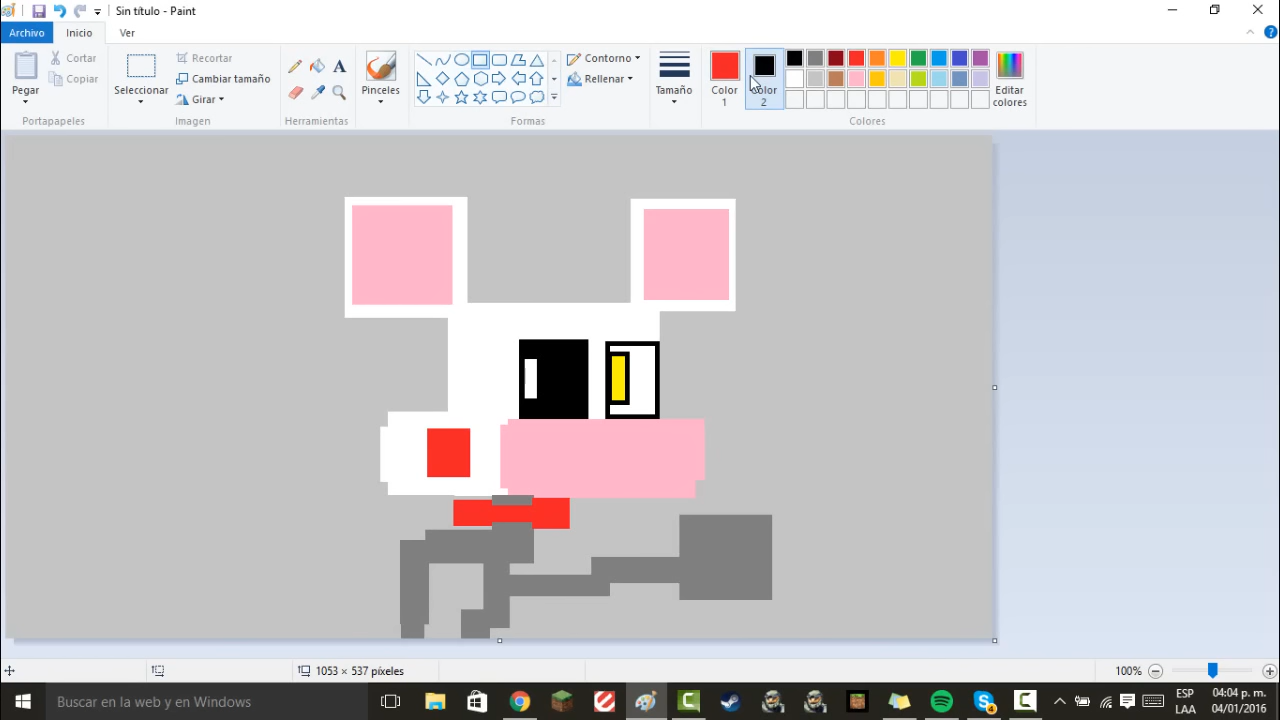 Sin título - Paint
Archivo Inicio Ver
Pegar
Cortar
Copiar
Portapapeles
Seleccionar
Recortar
Cambiar tamaño
Girar
Imagen
A
Herramientas
Pinceles
Contorno
Rellenar
Formas
Tamaño
Color 1
Color 2
Editar colores
Colores
1053 × 537 píxeles
100%
Buscar en la web y en Windows
ESP
LAA
04:04 p. m.
04/01/2016